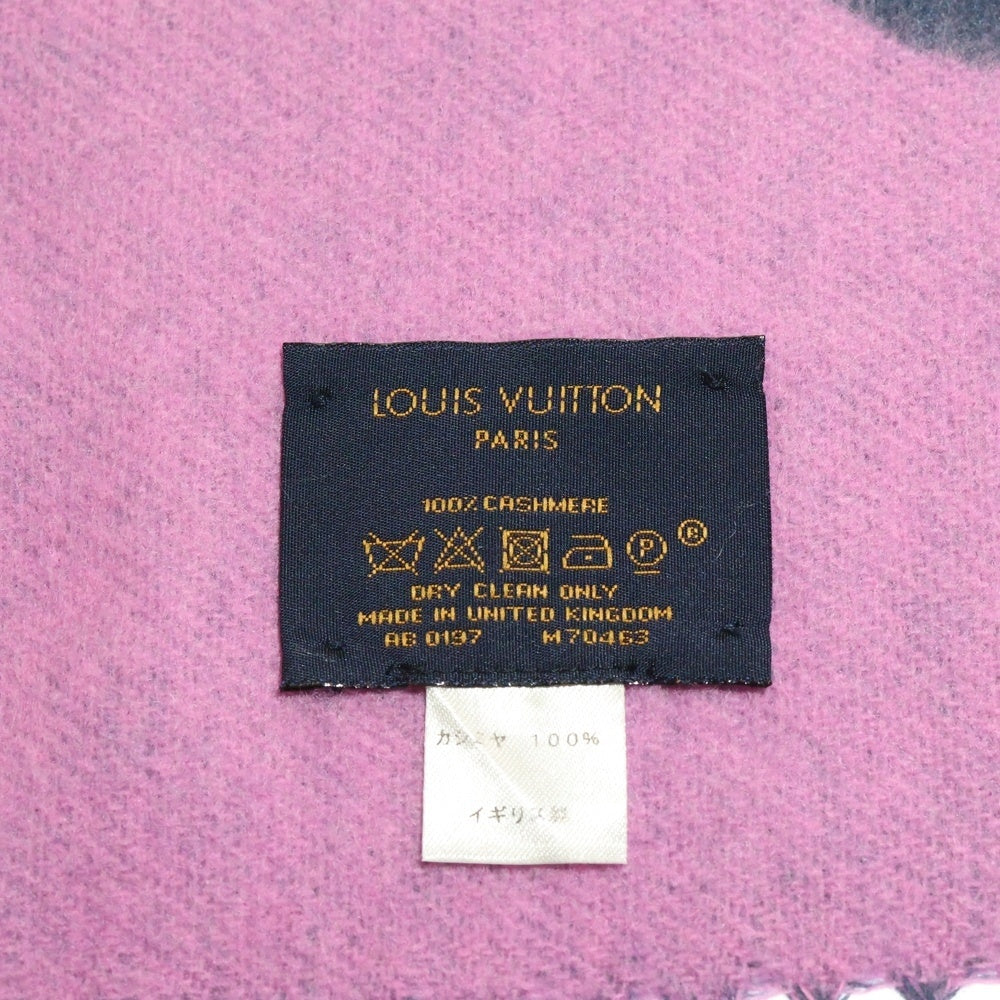 LOUIS VUITTON
PARIS
100% CASHMERE
P ®
DRY CLEAN ONLY
MADE IN UNITED KINGDOM
AB 0197 M70463
カシミヤ 100%
イギリス製